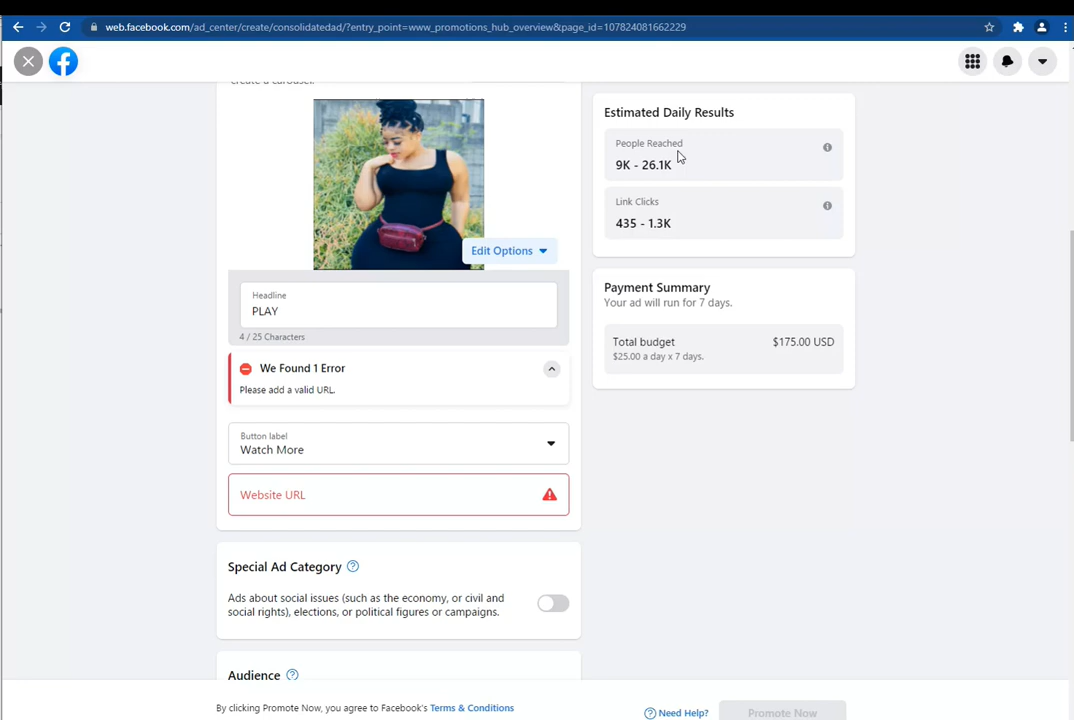 web.facebook.com/ad_center/create/consolidatedad/?entry_point=www_promotions_hub_overview&page_id=107824081662229
create a carousel.
Edit Options
Headline
PLAY
4 / 25 Characters
We Found 1 Error
Please add a valid URL.
Button label
Watch More
Website URL
Special Ad Category
Ads about social issues (such as the economy, or civil and
social rights), elections, or political figures or campaigns.
Audience
Estimated Daily Results
People Reached
9K - 26.1K
Link Clicks
435 - 1.3K
Payment Summary
Your ad will run for 7 days.
Total budget $175.00 USD
$25.00 a day x 7 days.
By clicking Promote Now, you agree to Facebook's Terms & Conditions
Need Help?
Promote Now